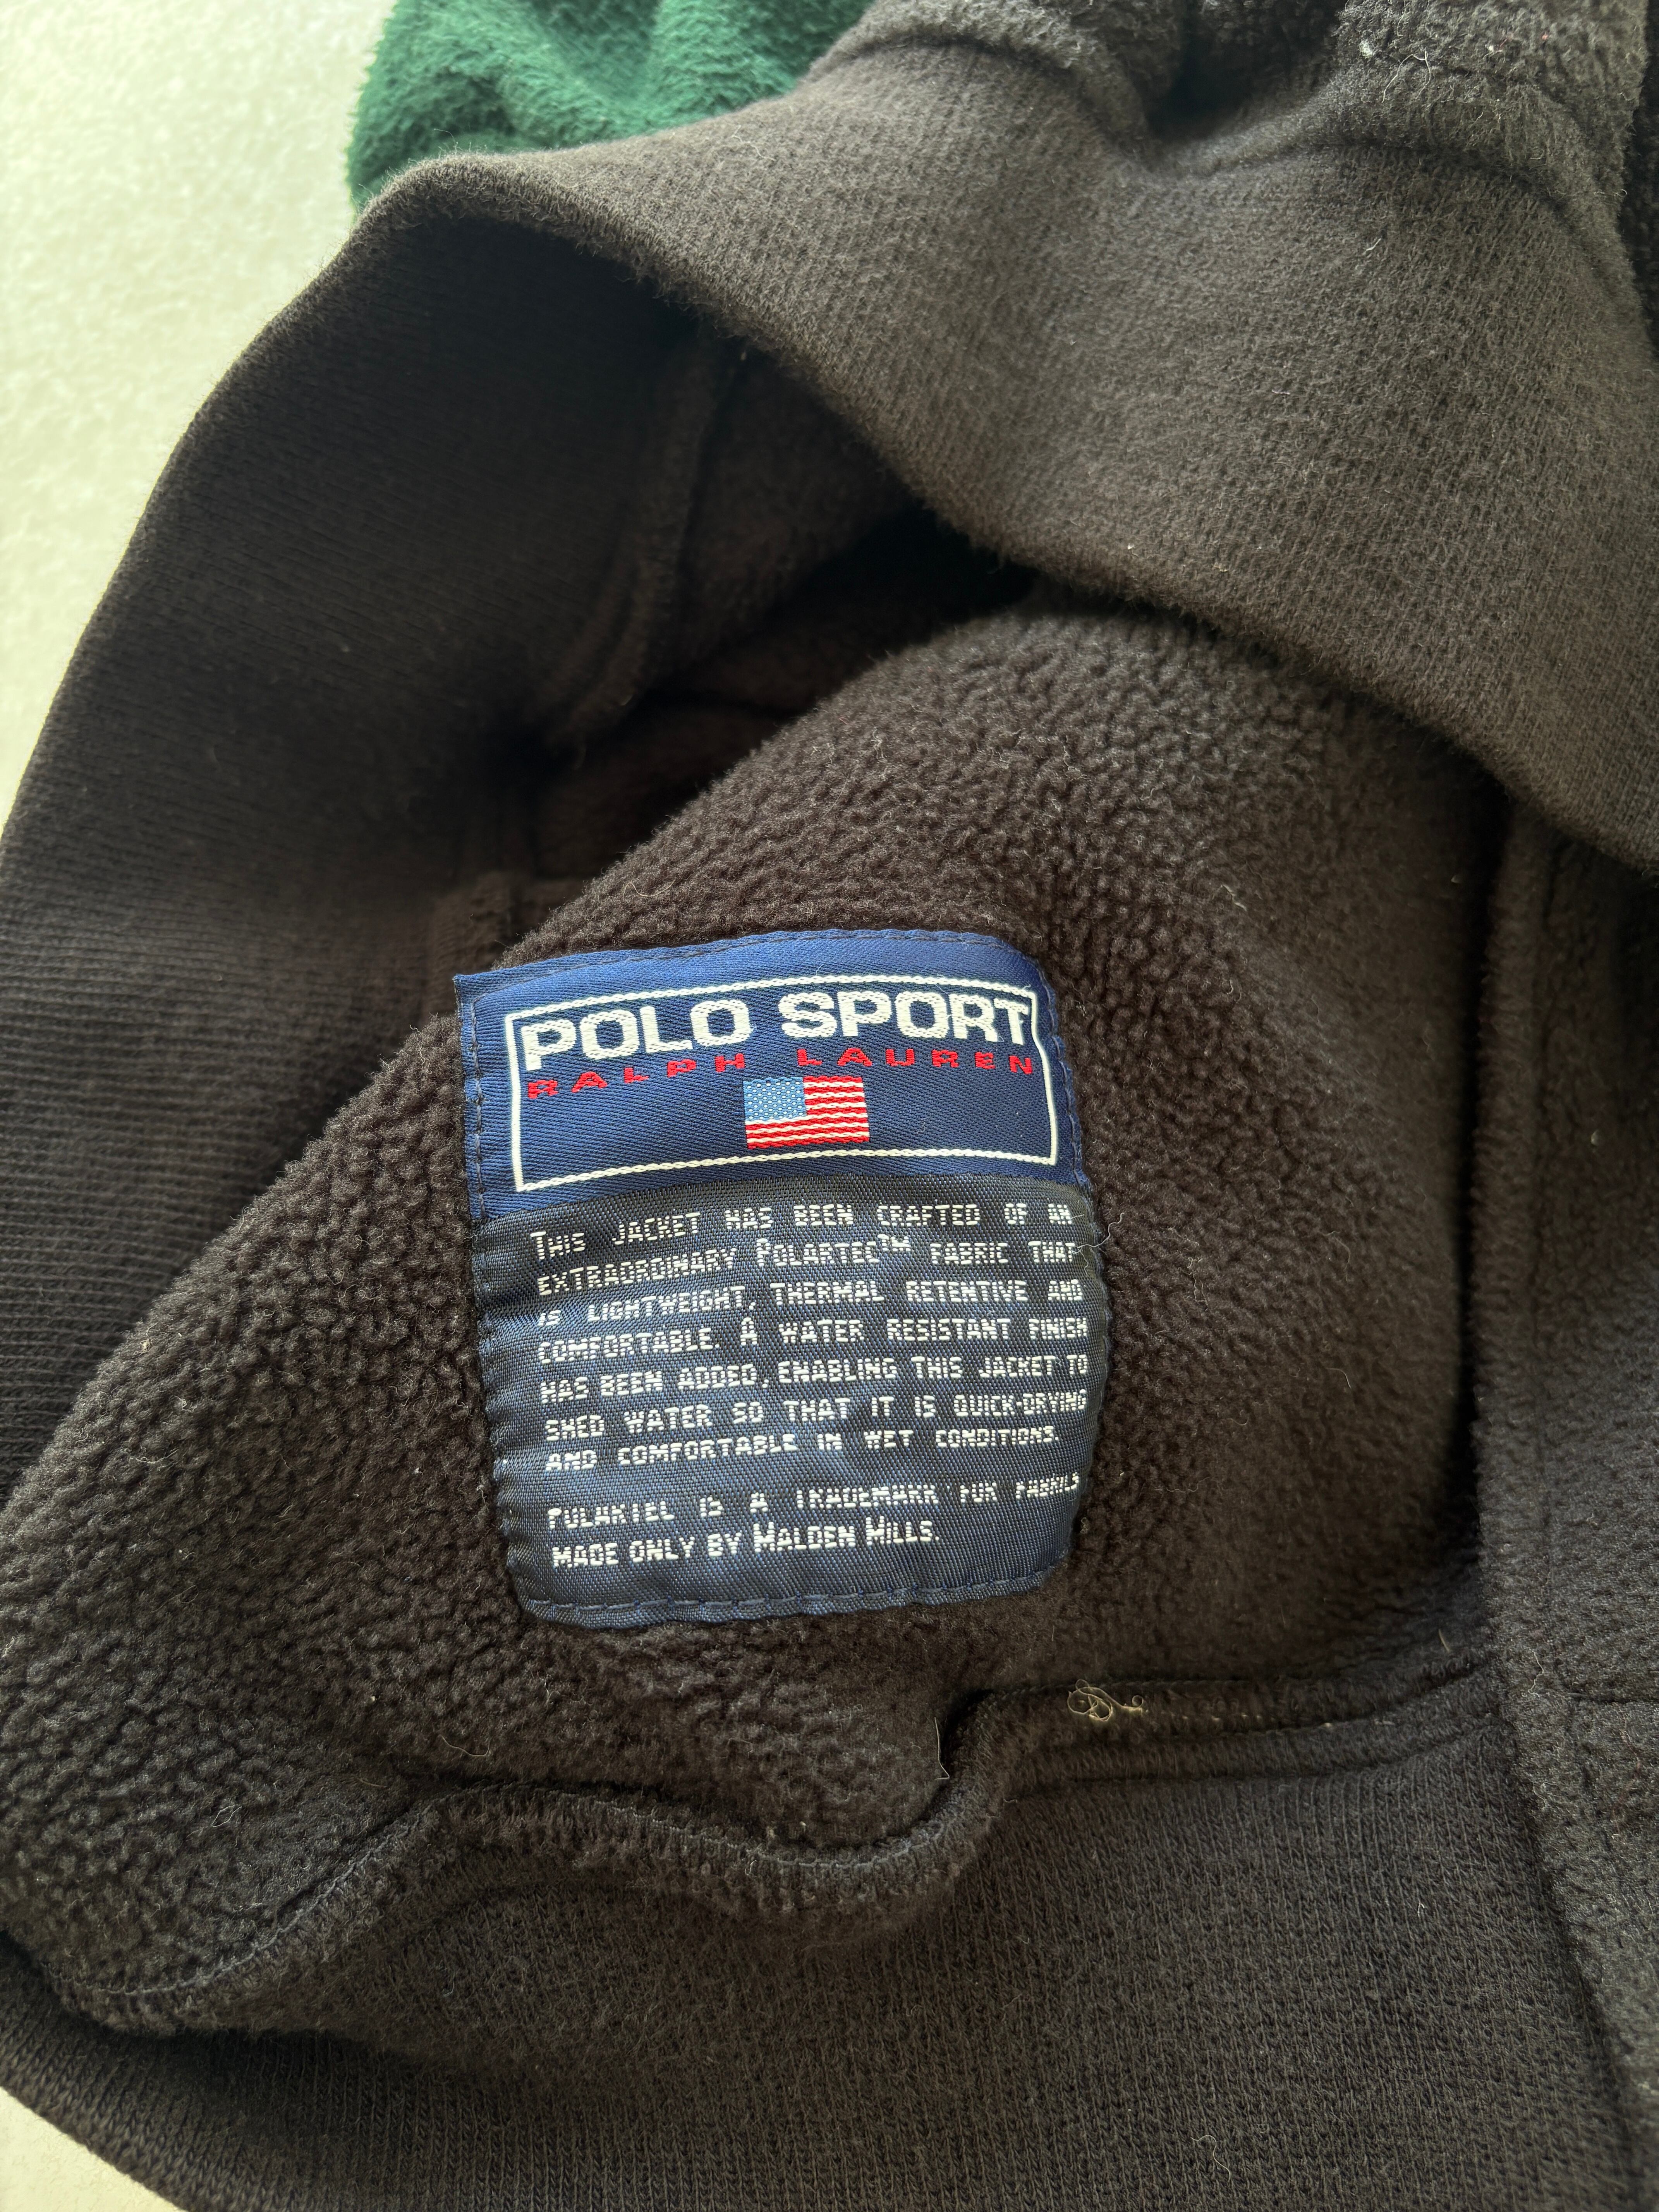 POLO SPORT
RALPH LAUREN
THIS JACKET HAS BEEN CRAFTED OF AN
EXTRAORDINARY POLARTEC™ FABRIC THAT
IS LIGHTWEIGHT, THERMAL RETENTIVE AND
COMFORTABLE. A WATER RESISTANT FINISH
HAS BEEN ADDED, ENABLING THIS JACKET TO
SHED WATER SO THAT IT IS QUICK-DRYING
AND COMFORTABLE IN WET CONDITIONS.
POLARTEC IS A TRADEMARK FOR FABRICS
MADE ONLY BY MALDEN MILLS.